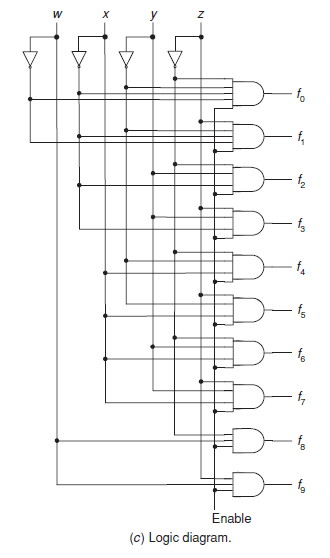 w x y z
f0
f1
f2
f3
f4
f5
f6
f7
f8
f9
Enable
(c) Logic diagram.